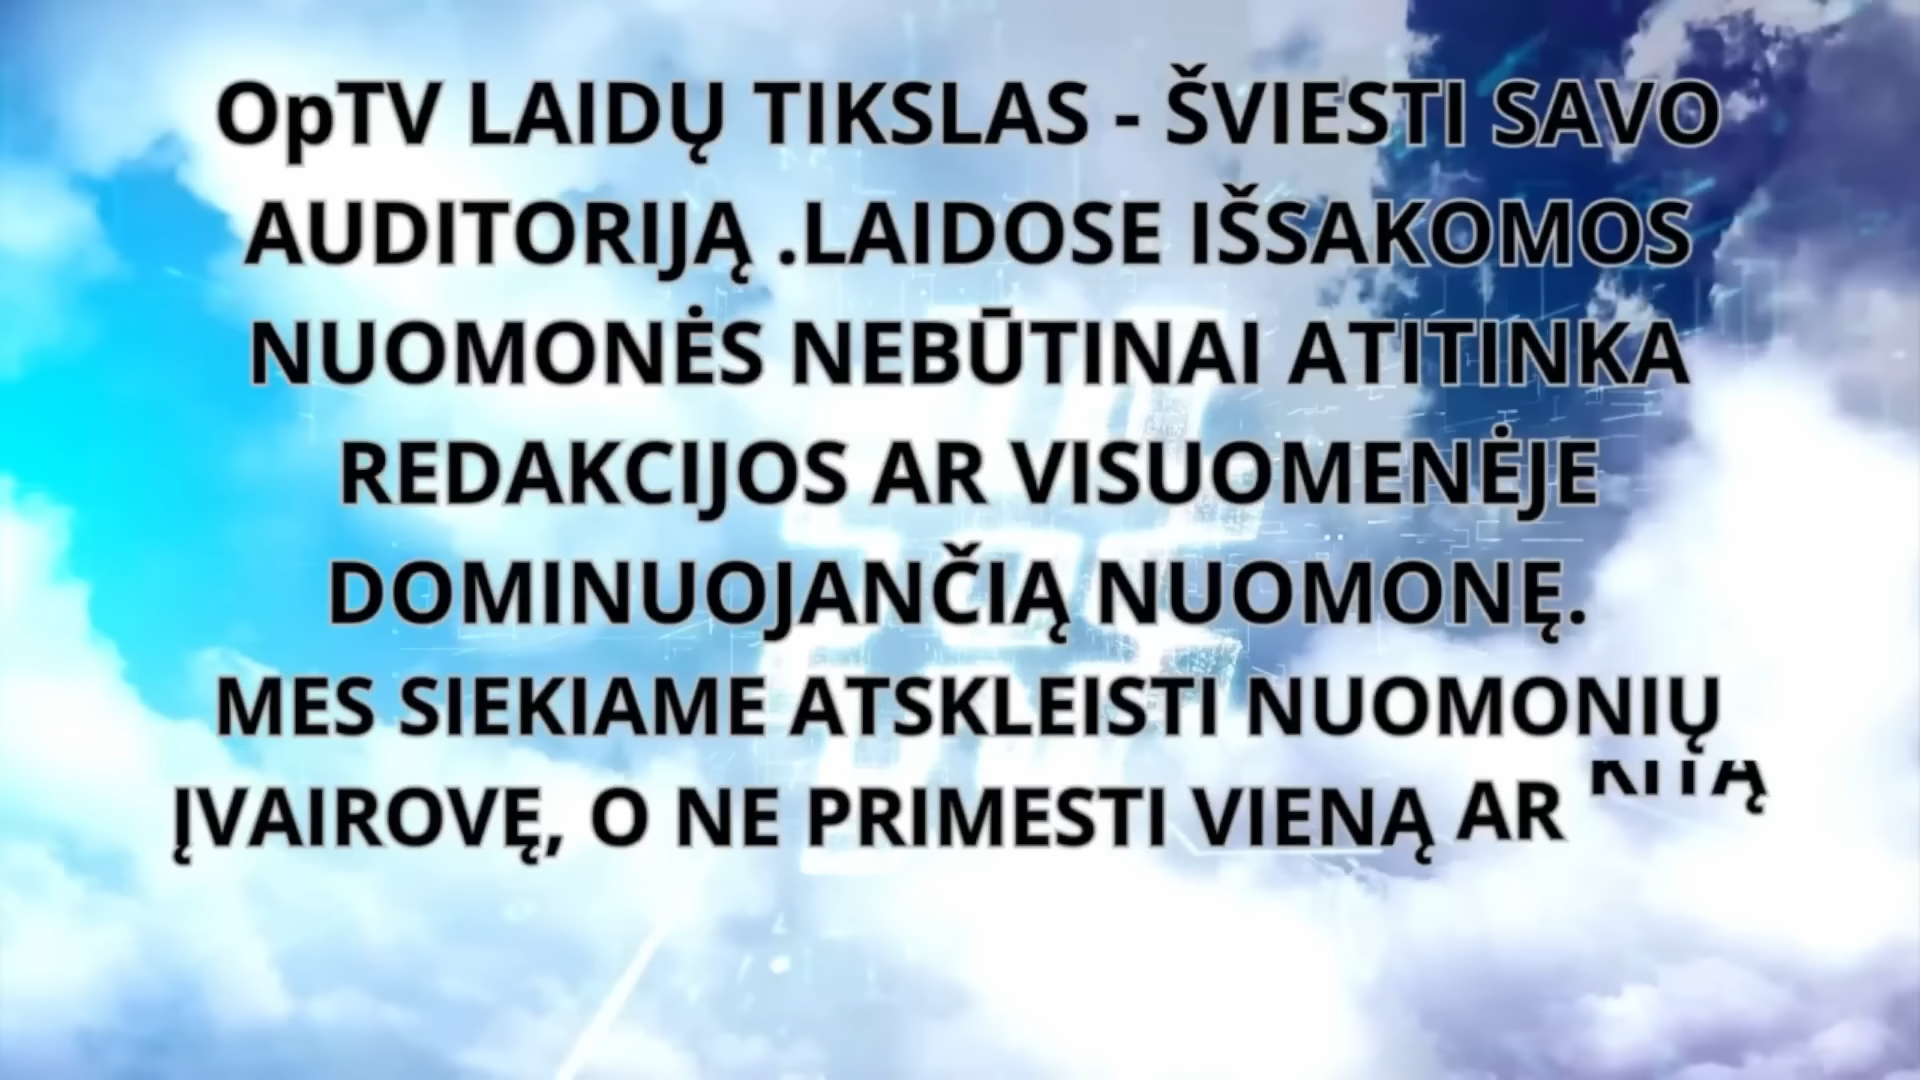 OpTV LAIDŲ TIKSLAS - ŠVIESTI SAVO
AUDITORIJĄ .LAIDOSE IŠSAKOMOS
NUOMONĖS NEBŪTINAI ATITINKA
REDAKCIJOS AR VISUOMENĖJE
DOMINUOJANČIĄ NUOMONĘ.
MES SIEKIAME ATSKLEISTI NUOMONIŲ
ĮVAIROVĘ, O NE PRIMESTI VIENĄ AR KITĄ